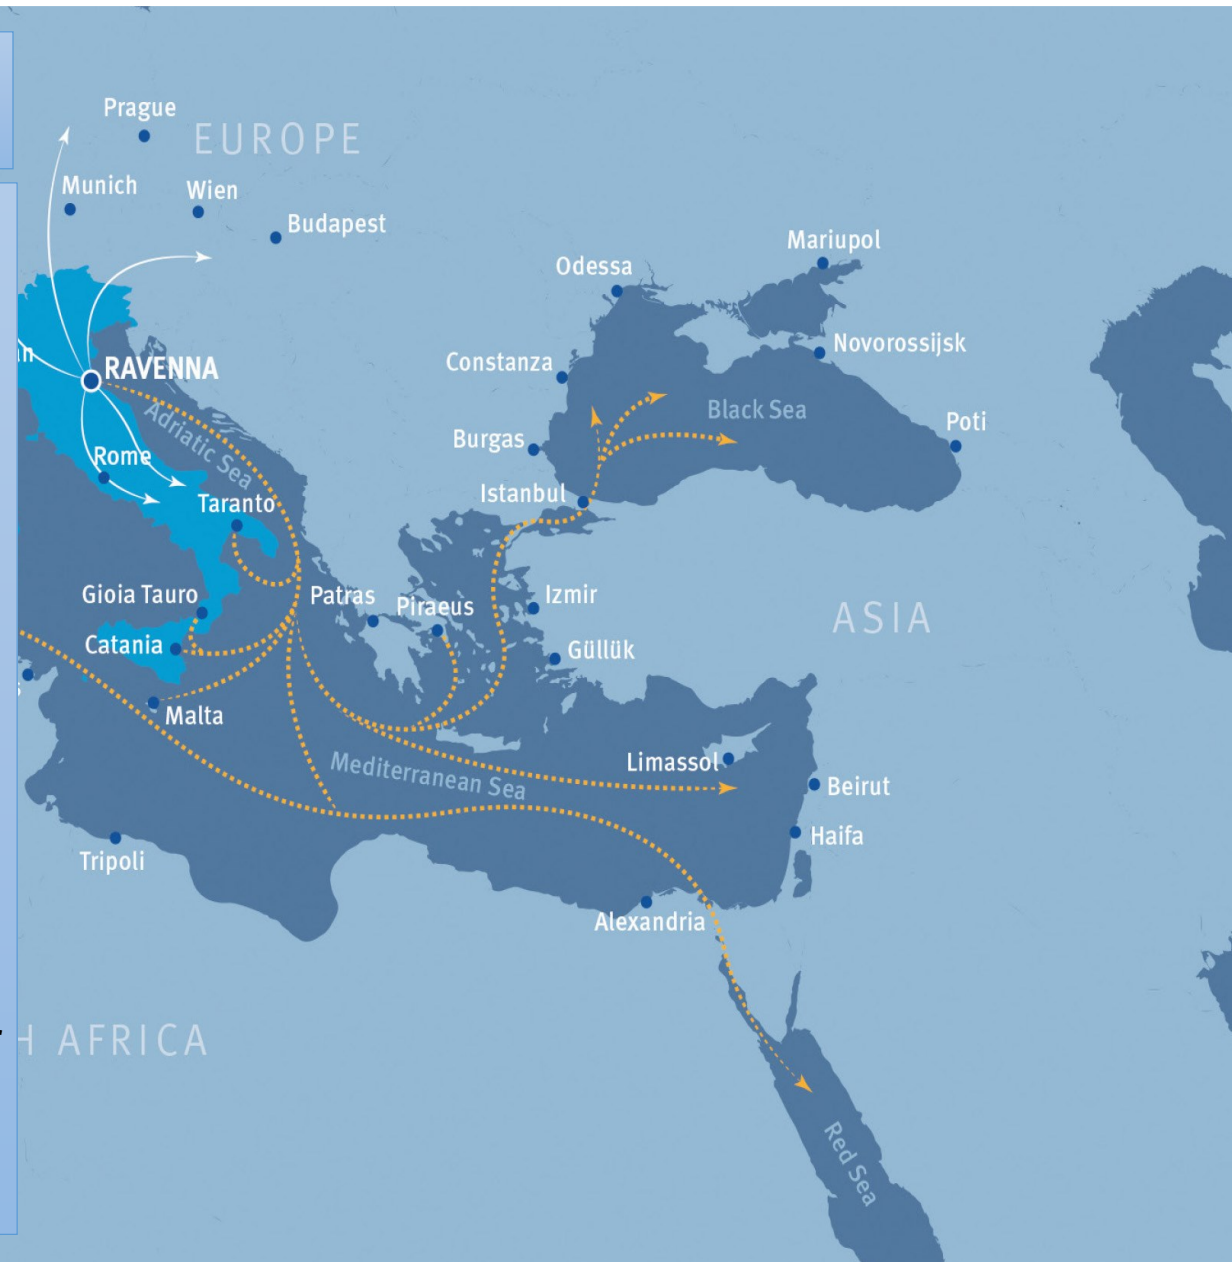 Prague
EUROPE
Munich
Wien
Budapest
Mariupol
Odessa
Novorossijsk
Constanza
RAVENNA
Adriatic Sea
Black Sea
Poti
Burgas
Rome
Istanbul
Taranto
Gioia Tauro
Patras
Piraeus
Izmir
ASIA
Catania
Güllük
Malta
Limassol
Mediterranean Sea
Beirut
Haifa
Tripoli
Alexandria
H AFRICA
Red Sea